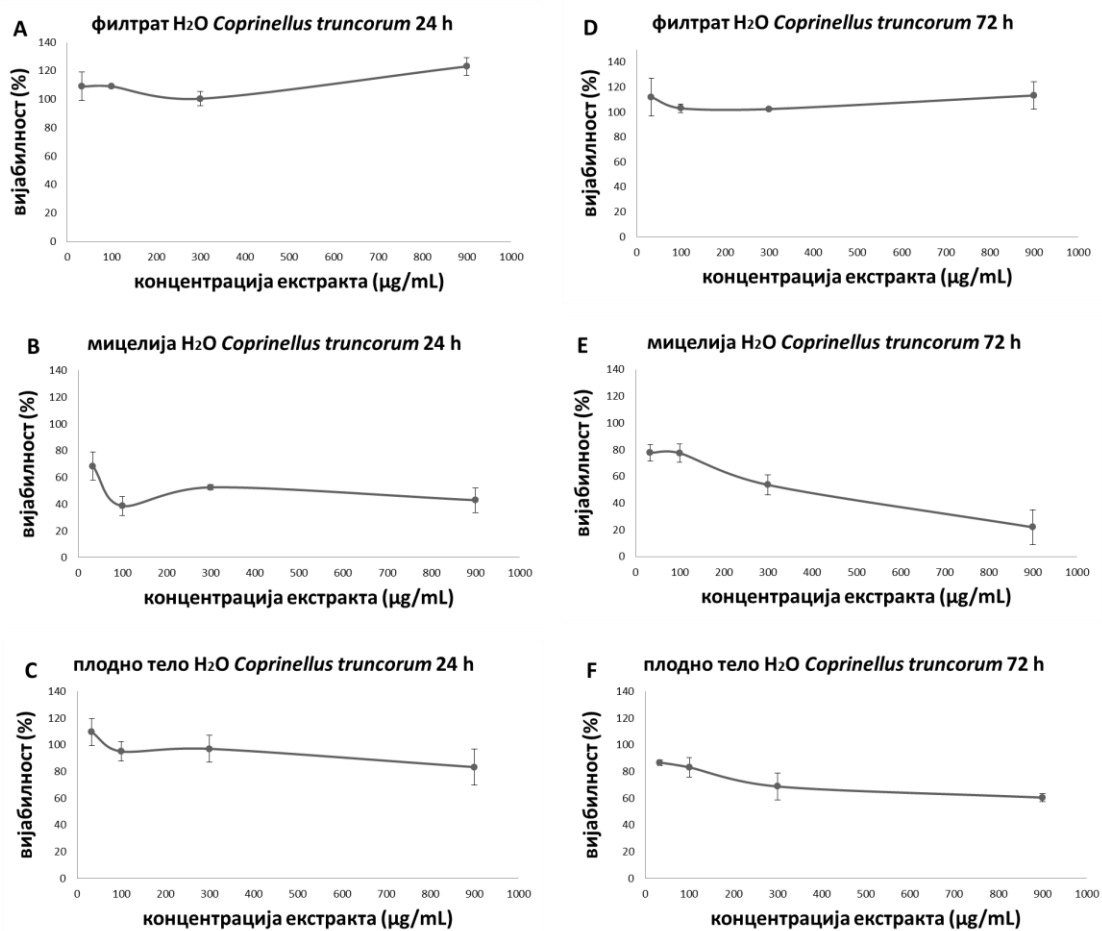 A
филтрат H₂O Coprinellus truncorum 24 h
140
120
100
80
60
40
20
0
вијабилност (%)
0 100 200 300 400 500 600 700 800 900 1000
концентрација екстракта (µg/mL)
D
филтрат H₂O Coprinellus truncorum 72 h
140
120
100
80
60
40
20
0
вијабилност (%)
0 100 200 300 400 500 600 700 800 900 1000
концентрација екстракта (µg/mL)
B
мицелија H₂O Coprinellus truncorum 24 h
140
120
100
80
60
40
20
0
вијабилност (%)
0 100 200 300 400 500 600 700 800 900 1000
концентрација екстракта (µg/mL)
E
мицелија H₂O Coprinellus truncorum 72 h
140
120
100
80
60
40
20
0
вијабилност (%)
0 100 200 300 400 500 600 700 800 900 1000
концентрација екстракта (µg/mL)
C
плодно тело H₂O Coprinellus truncorum 24 h
140
120
100
80
60
40
20
0
вијабилност (%)
0 100 200 300 400 500 600 700 800 900 1000
концентрација екстракта (µg/mL)
F
плодно тело H₂O Coprinellus truncorum 72 h
140
120
100
80
60
40
20
0
вијабилност (%)
0 100 200 300 400 500 600 700 800 900 1000
концентрација екстракта (µg/mL)